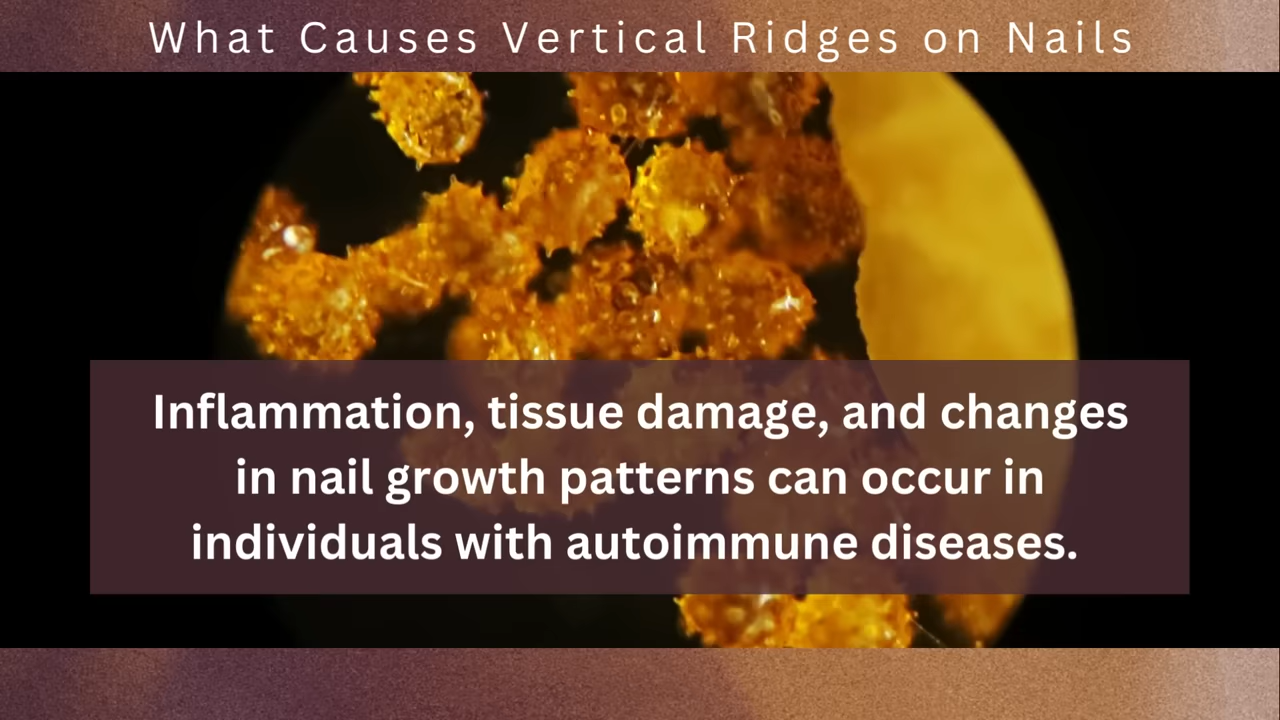 What Causes Vertical Ridges on Nails
Inflammation, tissue damage, and changes
in nail growth patterns can occur in
individuals with autoimmune diseases.